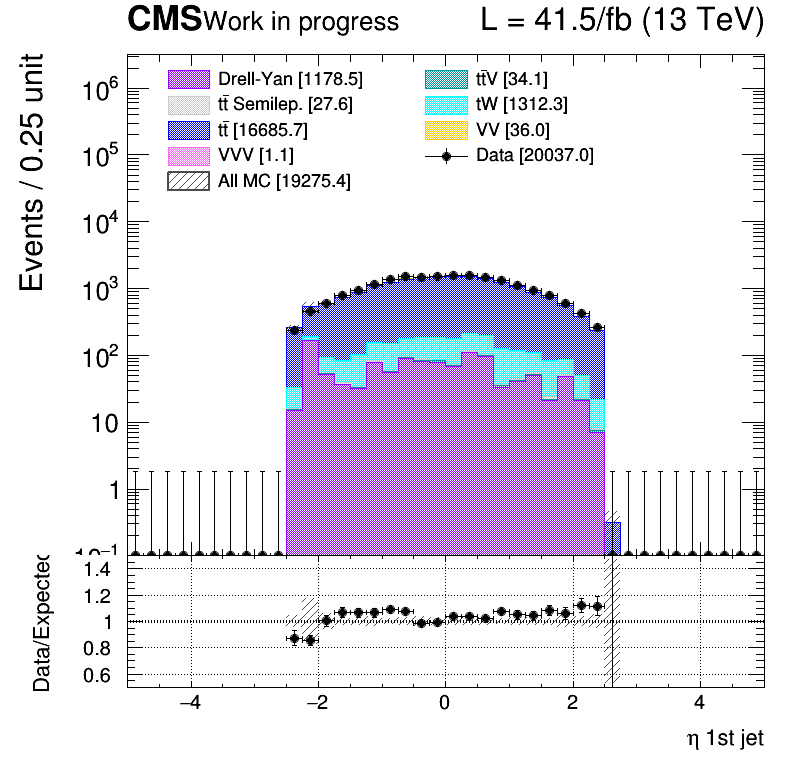 CMS Work in progress L = 41.5/fb (13 TeV)
Events / 0.25 unit
10⁶
10⁵
10⁴
10³
10²
10
1
10⁻¹
Drell-Yan [1178.5]
tt̄ Semilep. [27.6]
tt̄ [16685.7]
VVV [1.1]
All MC [19275.4]
tt̄V [34.1]
tW [1312.3]
VV [36.0]
Data [20037.0]
Data/Expected
1.4
1.2
1
0.8
0.6
−4 −2 0 2 4
η 1st jet